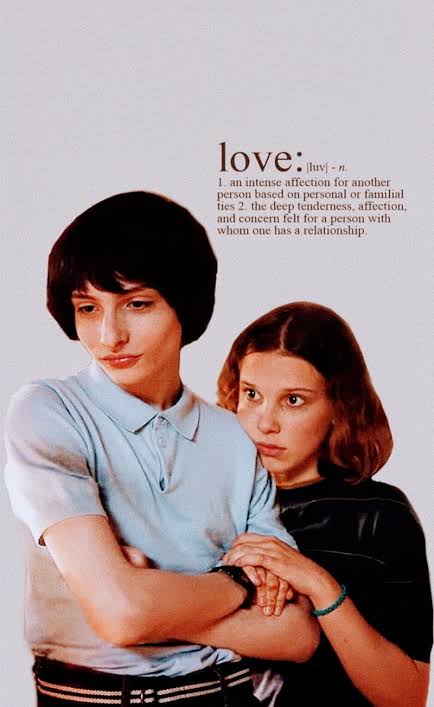 love: |luv| - n.
1. an intense affection for another
person based on personal or familial
ties 2. the deep tenderness, affection,
and concern felt for a person with
whom one has a relationship.